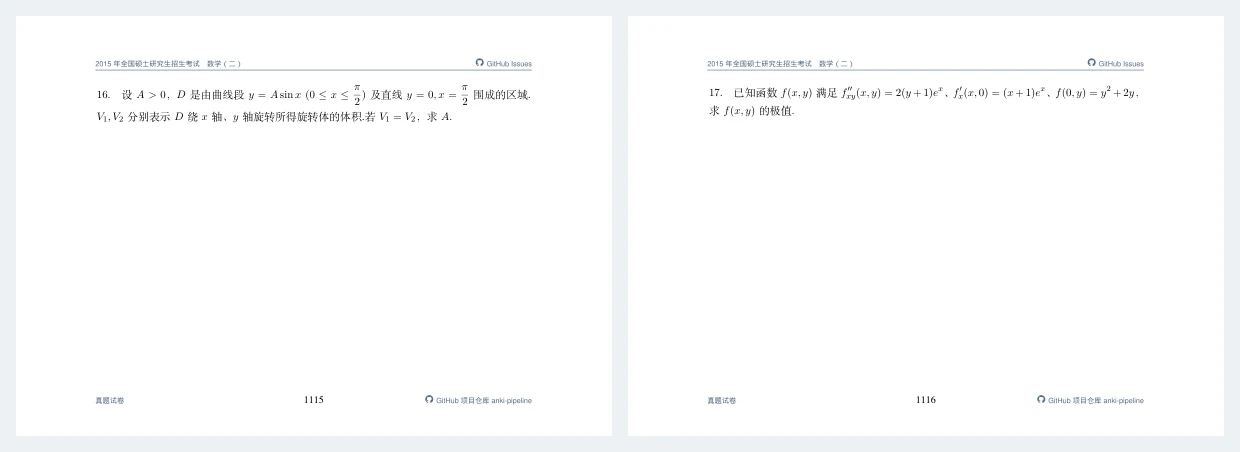 2015 年全国硕士研究生招生考试 数学（二） GitHub Issues
16. 设 A > 0，D 是由曲线段 y = A sin x (0 ≤ x ≤ π/2) 及直线 y = 0, x = π/2 围成的区域.
V₁, V₂ 分别表示 D 绕 x 轴，y 轴旋转所得旋转体的体积.若 V₁ = V₂，求 A.
真题试卷 1115 GitHub 项目仓库 anki-pipeline
2015 年全国硕士研究生招生考试 数学（二） GitHub Issues
17. 已知函数 f(x, y) 满足 f″xy(x, y) = 2(y + 1)eˣ、f′x(x, 0) = (x + 1)eˣ、f(0, y) = y² + 2y，
求 f(x, y) 的极值.
真题试卷 1116 GitHub 项目仓库 anki-pipeline